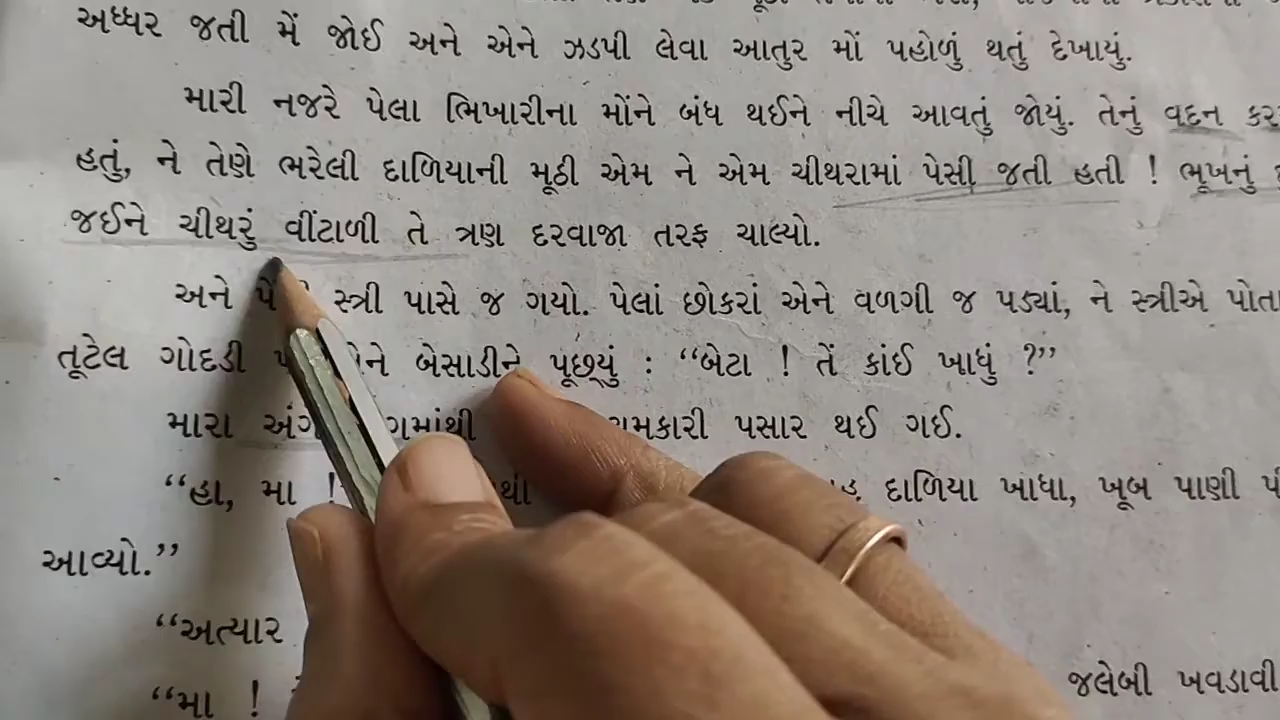 અધ્ધર જતી મેં જોઈ અને એને ઝડપી લેવા આતુર મોં પહોળું થતું દેખાયું.
મારી નજરે પેલા ભિખારીના મોંને બંધ થઈને નીચે આવતું જોયું. તેનું વદન
હતું, ને તેણે ભરેલી દાળિયાની મૂઠી એમ ને એમ ચીથરામાં પેસી જતી હતી ! ભૂખનું
જઈને ચીથરું વીંટાળી તે ત્રણ દરવાજા તરફ ચાલ્યો.
અને સ્ત્રી પાસે જ ગયો. પેલાં છોકરાં એને વળગી જ પડ્યાં, ને સ્ત્રીએ
તૂટેલ ગોદડી બેસાડીને પૂછ્યું : “બેટા ! તેં કાંઈ ખાધું ?”
મારા પસાર થઈ ગઈ.
“હા, મા ! દાળિયા ખાધા, ખૂબ પાણી
આવ્યો.”
“અત્યાર
“મા ! જલેબી ખવડાવી